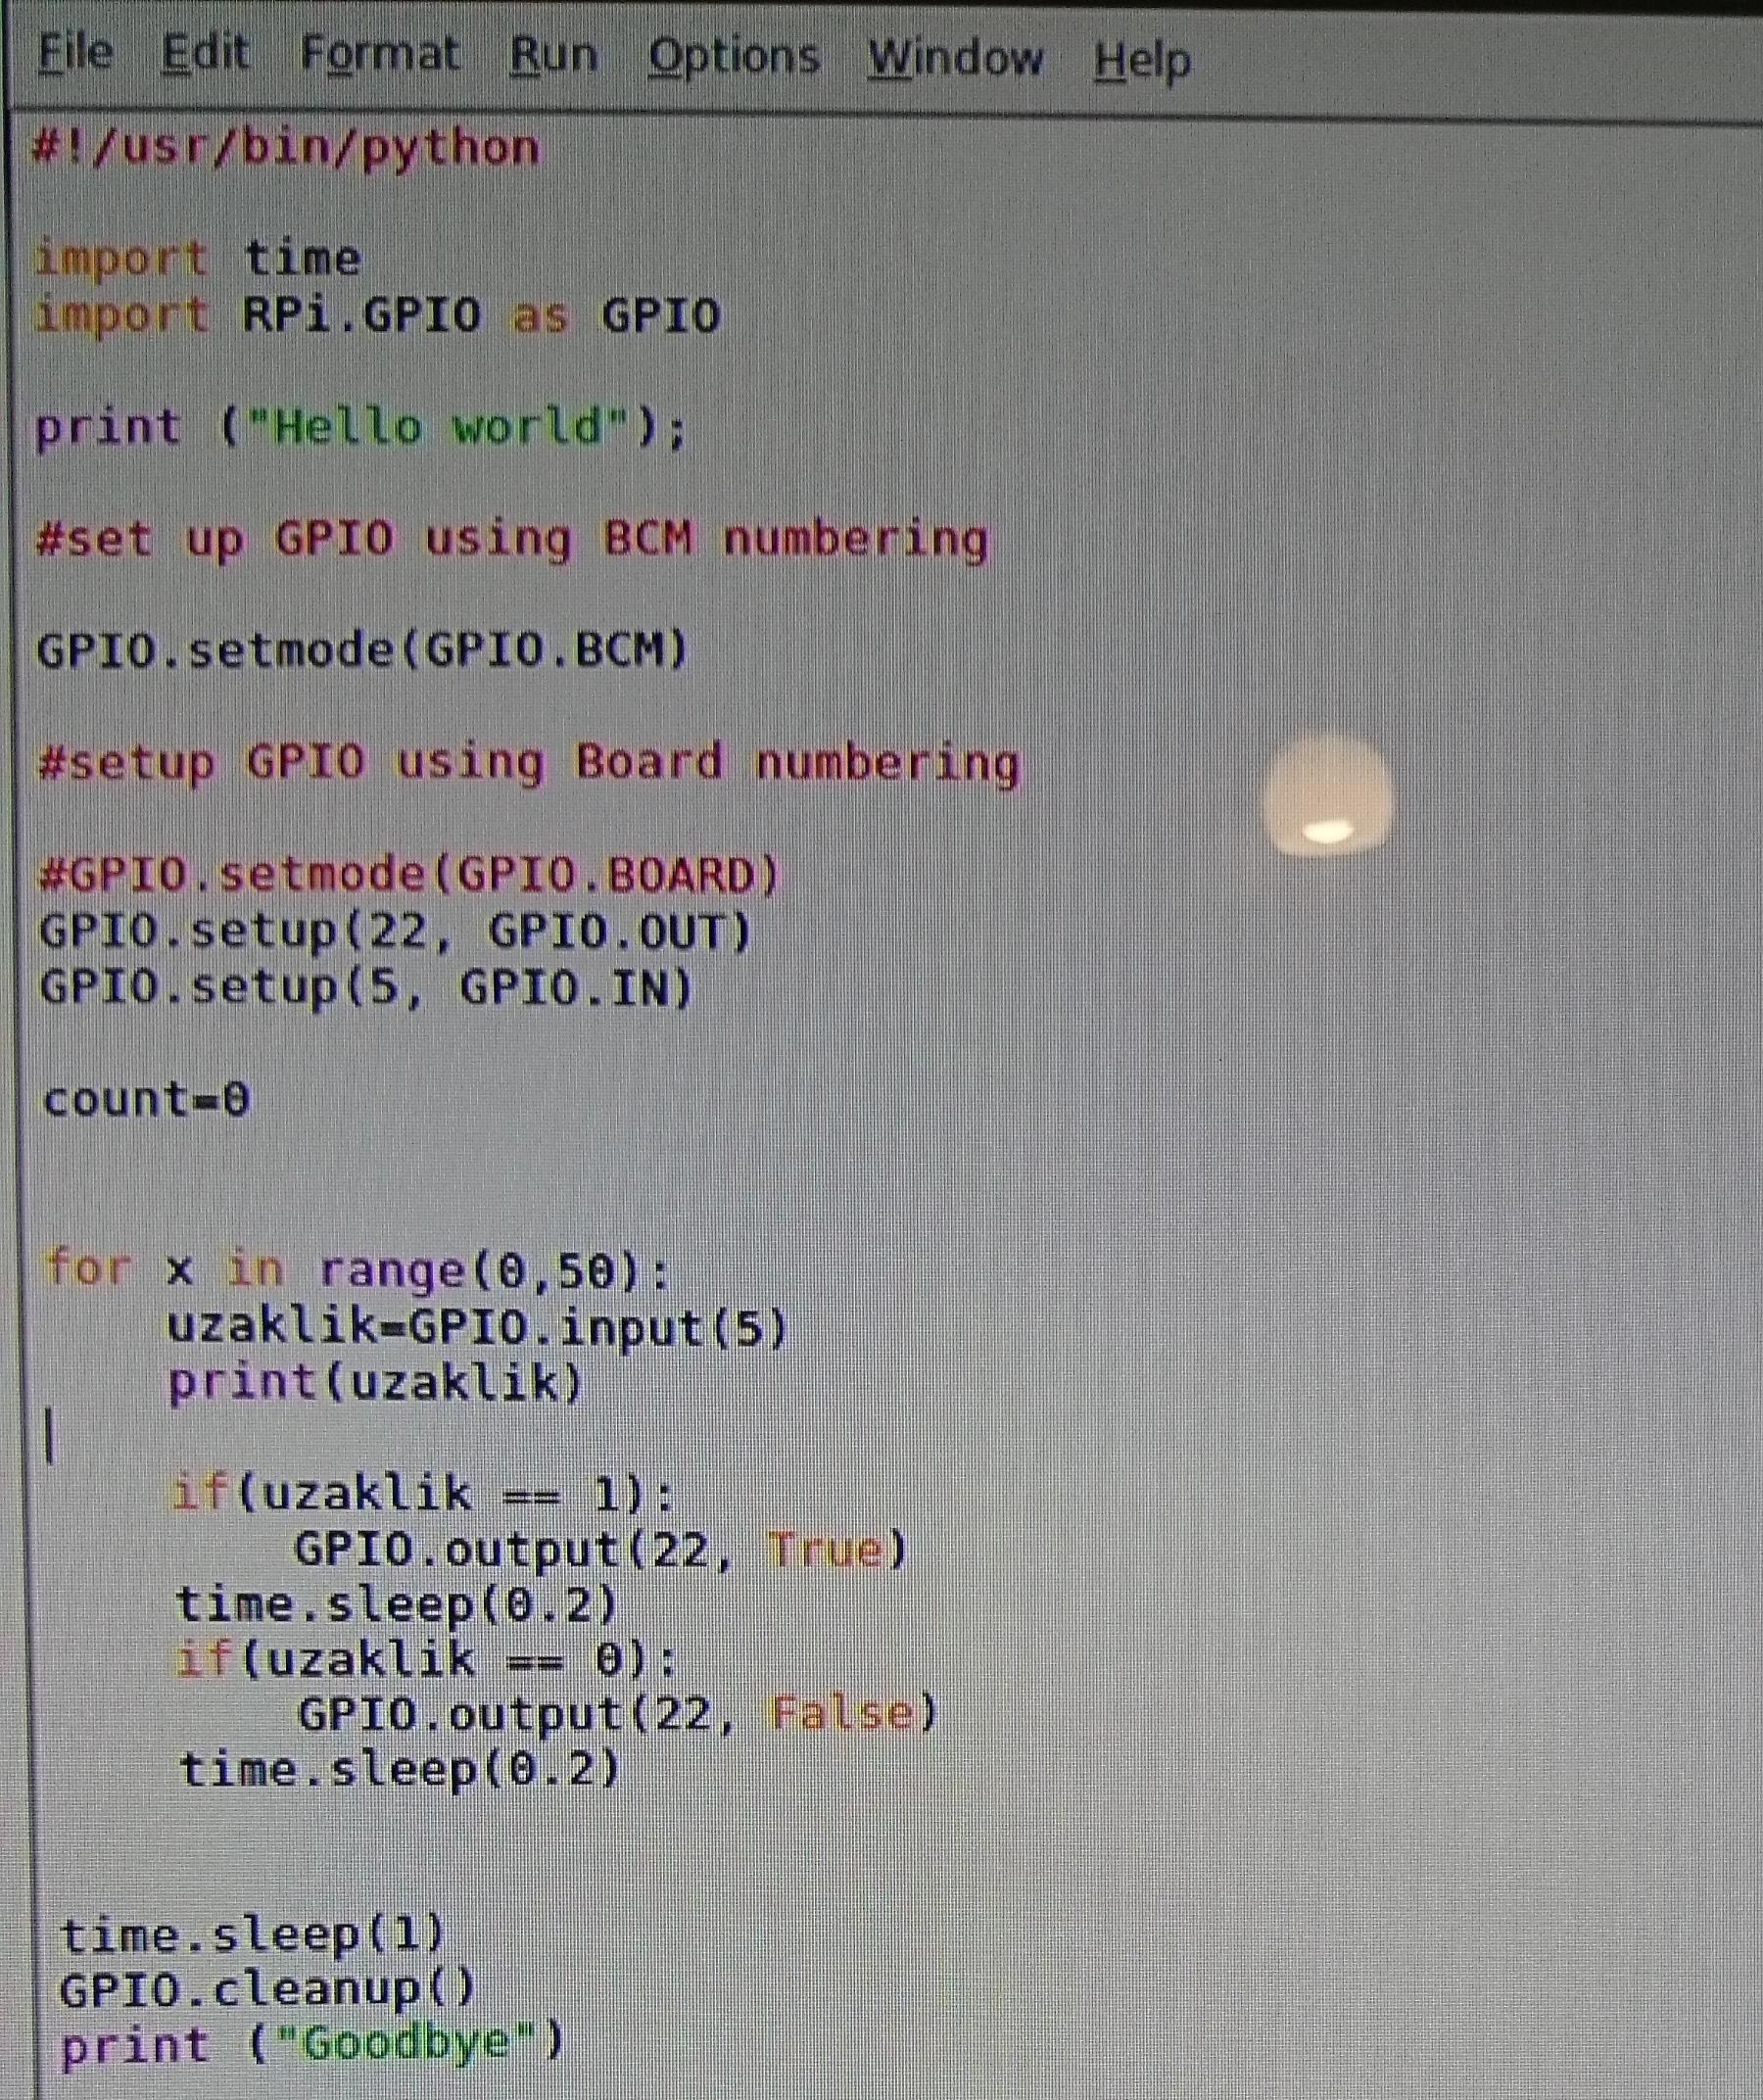 File Edit Format Run Options Window Help
#!/usr/bin/python
import time
import RPi.GPIO as GPIO
print ("Hello world");
#set up GPIO using BCM numbering
GPIO.setmode(GPIO.BCM)
#setup GPIO using Board numbering
#GPIO.setmode(GPIO.BOARD)
GPIO.setup(22, GPIO.OUT)
GPIO.setup(5, GPIO.IN)
count=0
for x in range(0,50):
    uzaklik=GPIO.input(5)
    print(uzaklik)
    if(uzaklik == 1):
        GPIO.output(22, True)
    time.sleep(0.2)
    if(uzaklik == 0):
        GPIO.output(22, False)
    time.sleep(0.2)
time.sleep(1)
GPIO.cleanup()
print ("Goodbye")